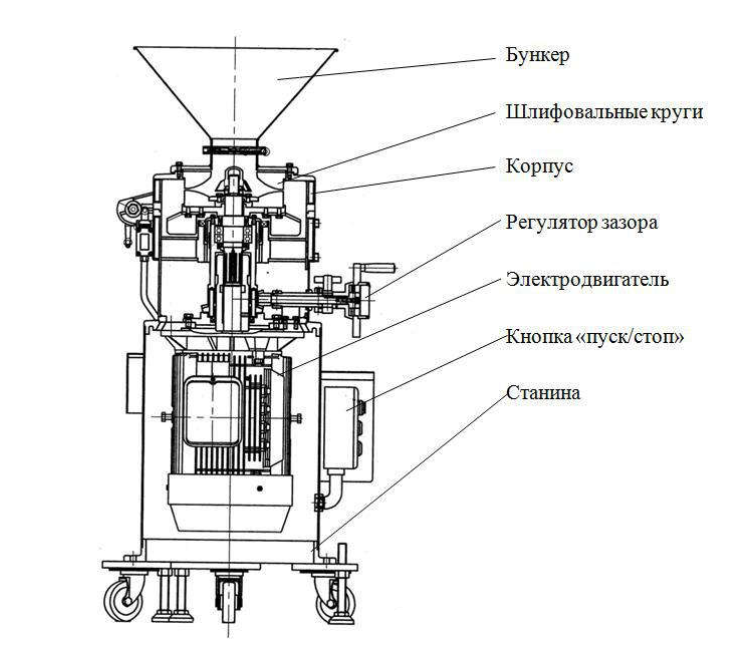 Бункер
Шлифовальные круги
Корпус
Регулятор зазора
Электродвигатель
Кнопка «пуск/стоп»
Станина